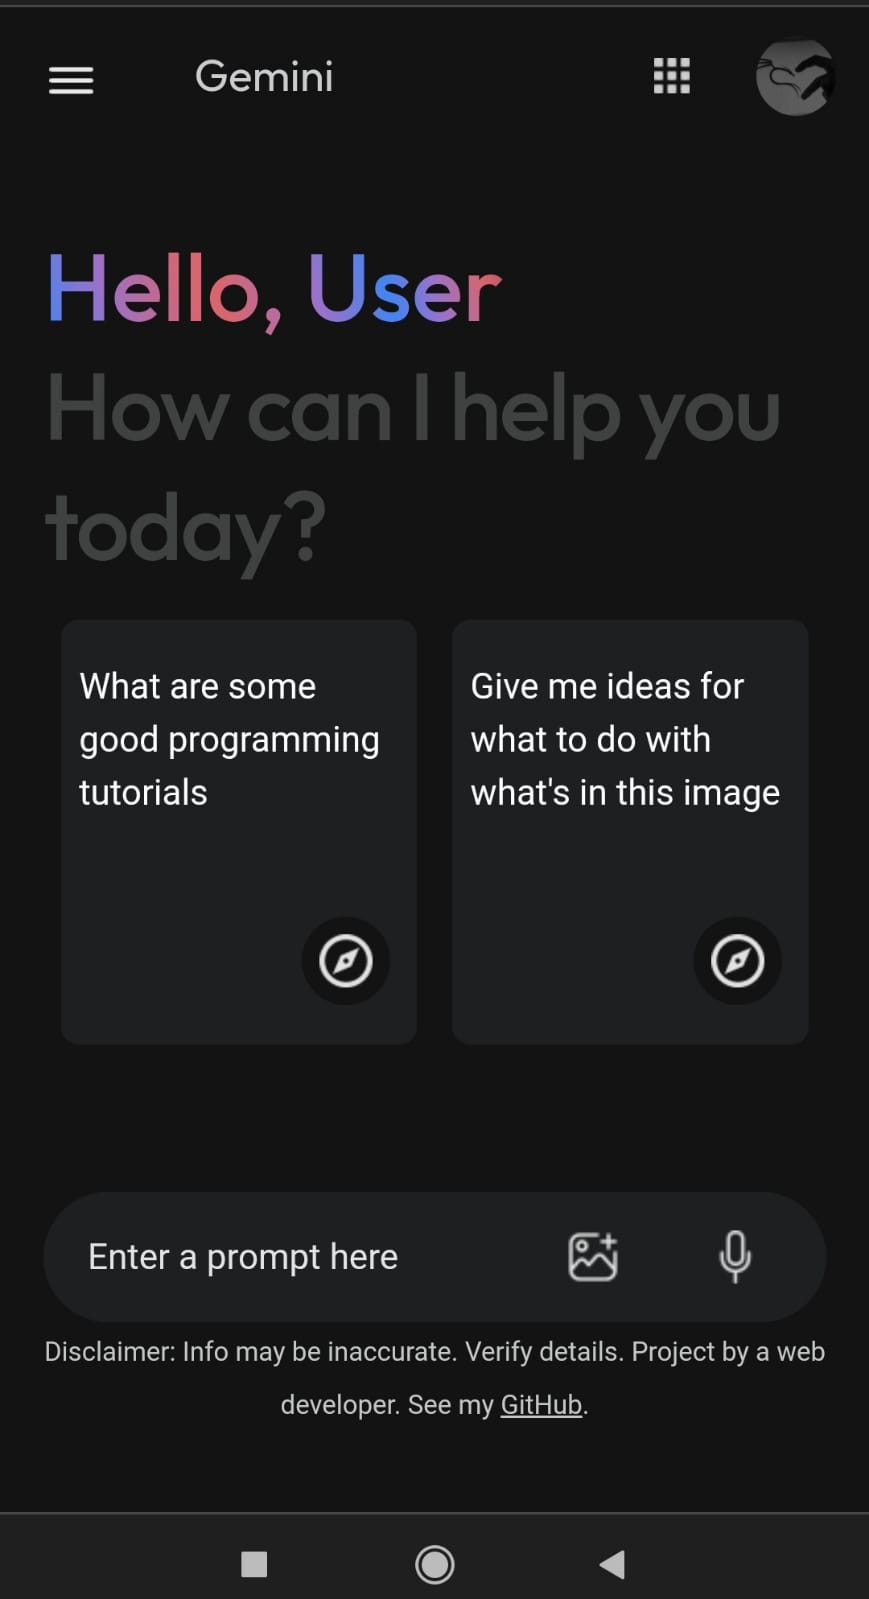 Gemini
Hello, User
How can I help you
today?
What are some
good programming
tutorials
Give me ideas for
what to do with
what's in this image
Enter a prompt here
Disclaimer: Info may be inaccurate. Verify details. Project by a web
developer. See my GitHub.